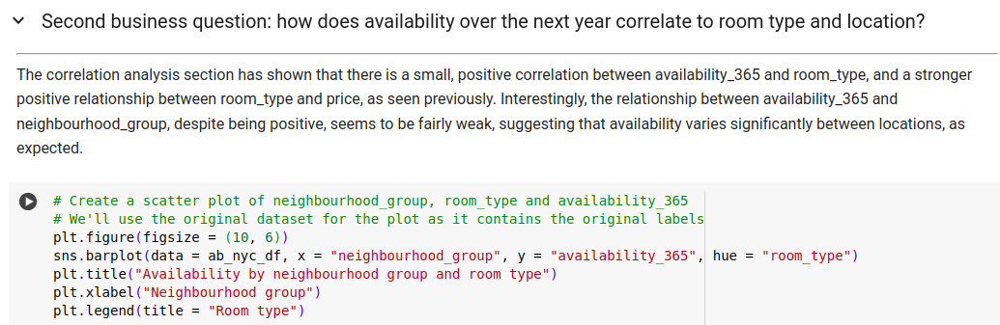 Second business question: how does availability over the next year correlate to room type and location?
The correlation analysis section has shown that there is a small, positive correlation between availability_365 and room_type, and a stronger
positive relationship between room_type and price, as seen previously. Interestingly, the relationship between availability_365 and
neighbourhood_group, despite being positive, seems to be fairly weak, suggesting that availability varies significantly between locations, as
expected.
# Create a scatter plot of neighbourhood_group, room_type and availability_365
# We'll use the original dataset for the plot as it contains the original labels
plt.figure(figsize = (10, 6))
sns.barplot(data = ab_nyc_df, x = "neighbourhood_group", y = "availability_365", hue = "room_type")
plt.title("Availability by neighbourhood group and room type")
plt.xlabel("Neighbourhood group")
plt.legend(title = "Room type")